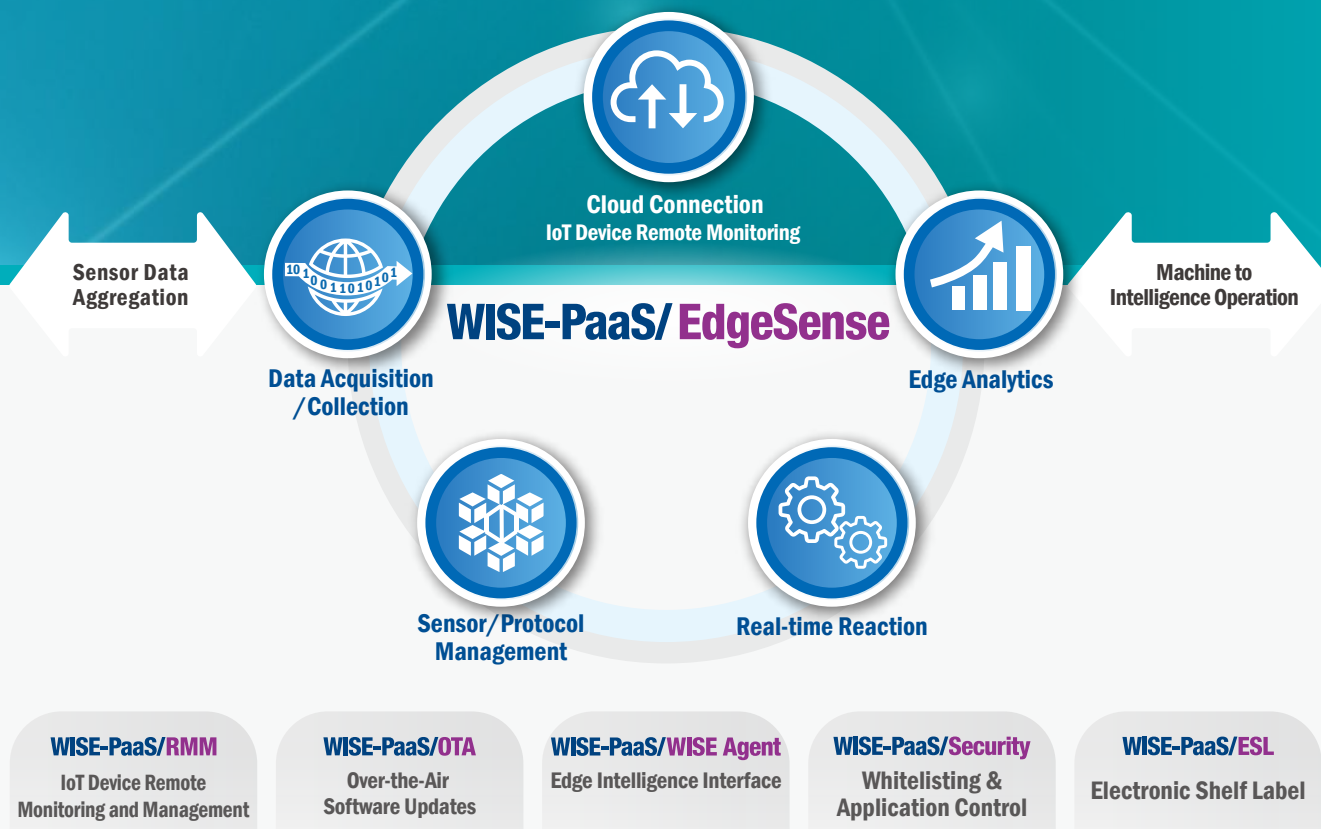 Cloud Connection
IoT Device Remote Monitoring
Sensor Data
Aggregation
10100110101010101
Machine to
Intelligence Operation
WISE-PaaS/EdgeSense
Data Acquisition
/Collection
Edge Analytics
Sensor/Protocol
Management
Real-time Reaction
WISE-PaaS/RMM
IoT Device Remote
Monitoring and Management
WISE-PaaS/OTA
Over-the-Air
Software Updates
WISE-PaaS/WISE Agent
Edge Intelligence Interface
WISE-PaaS/Security
Whitelisting &
Application Control
WISE-PaaS/ESL
Electronic Shelf Label